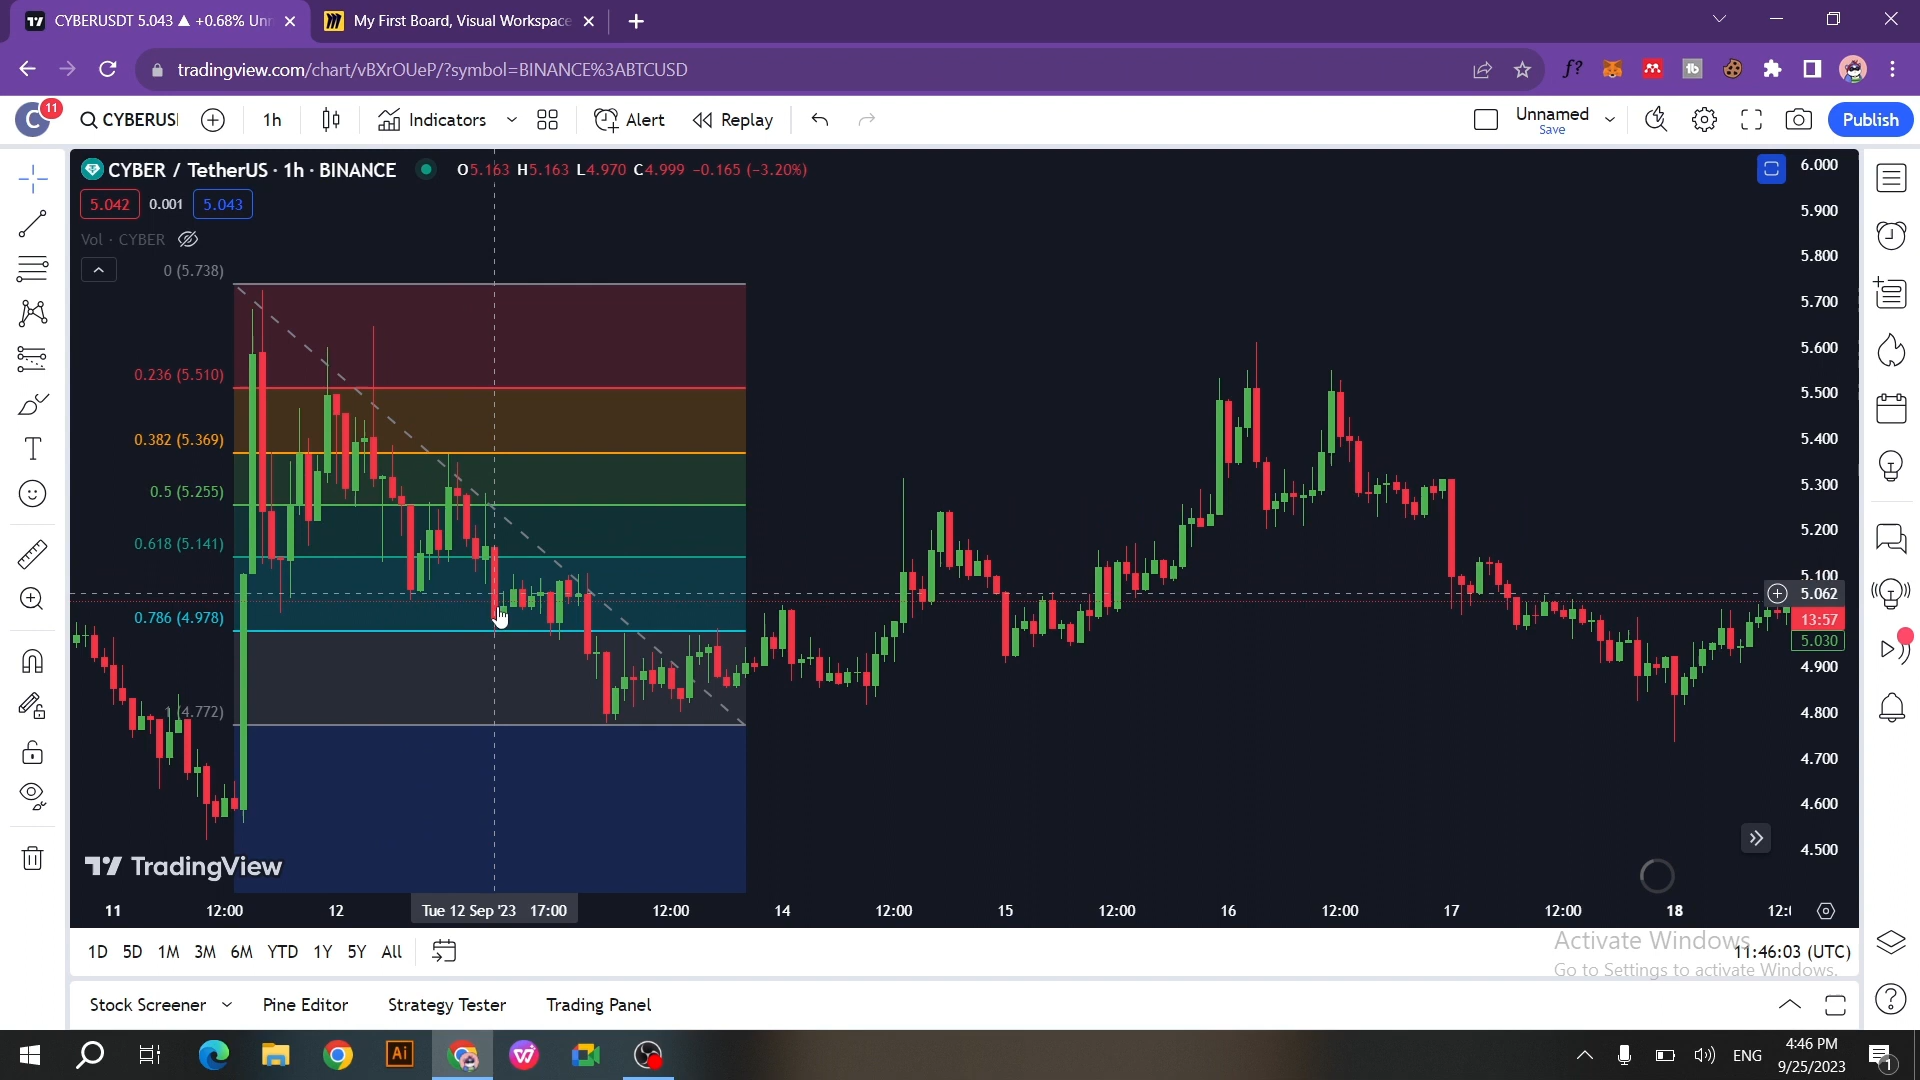 CYBERUSDT 5.043 ▲ +0.68% Unn
My First Board, Visual Workspace
tradingview.com/chart/vBXrOUeP/?symbol=BINANCE%3ABTCUSD
C 11
CYBERUSI
1h
Indicators
Alert
Replay
Unnamed
Save
Publish
CYBER / TetherUS · 1h · BINANCE
O5.163 H5.163 L4.970 C4.999 -0.165 (-3.20%)
5.042 0.001 5.043
Vol · CYBER
0 (5.738)
0.236 (5.510)
0.382 (5.369)
0.5 (5.255)
0.618 (5.141)
0.786 (4.978)
1 (4.772)
6.000
5.900
5.800
5.700
5.600
5.500
5.400
5.300
5.200
5.100
5.062
13:57
5.030
4.900
4.800
4.700
4.600
4.500
TradingView
11 12:00 12 Tue 12 Sep '23 17:00 12:00 14 12:00 15 12:00 16 12:00 17 12:00 18
1D 5D 1M 3M 6M YTD 1Y 5Y All
11:46:03 (UTC)
Activate Windows
Go to Settings to activate Windows.
Stock Screener Pine Editor Strategy Tester Trading Panel
ENG
4:46 PM
9/25/2023
1